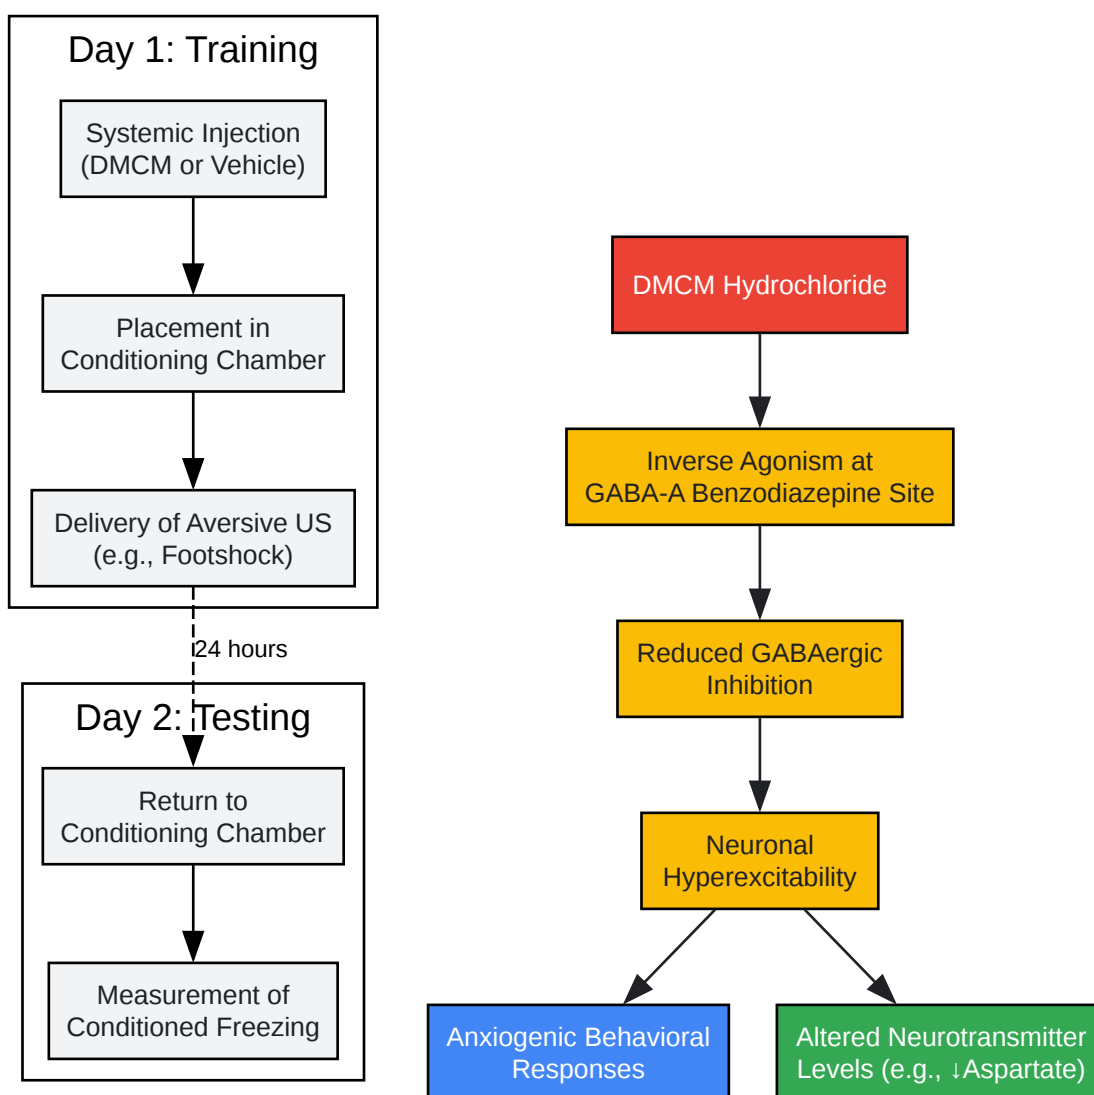 Day 1: Training
Systemic Injection
(DMCM or Vehicle)
Placement in
Conditioning Chamber
Delivery of Aversive US
(e.g., Footshock)
24 hours
Day 2: Testing
Return to
Conditioning Chamber
Measurement of
Conditioned Freezing
DMCM Hydrochloride
Inverse Agonism at
GABA-A Benzodiazepine Site
Reduced GABAergic
Inhibition
Neuronal
Hyperexcitability
Anxiogenic Behavioral
Responses
Altered Neurotransmitter
Levels (e.g., ↓Aspartate)